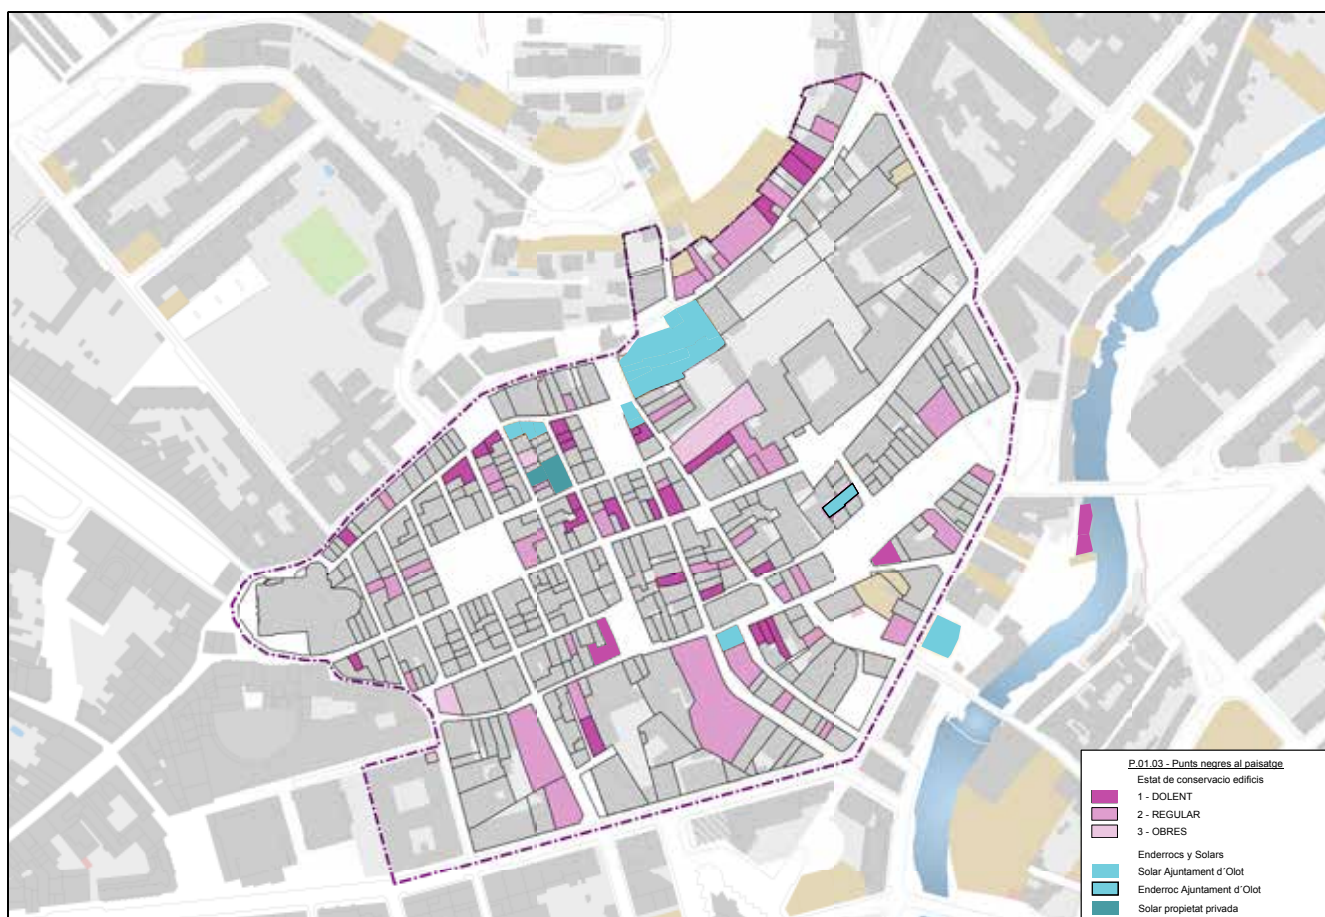 P.01.03 - Punts negres al paisatge
Estat de conservacio edificis
1 - DOLENT
2 - REGULAR
3 - OBRES
Enderrocs y Solars
Solar Ajuntament d´Olot
Enderroc Ajuntament d´Olot
Solar propietat privada